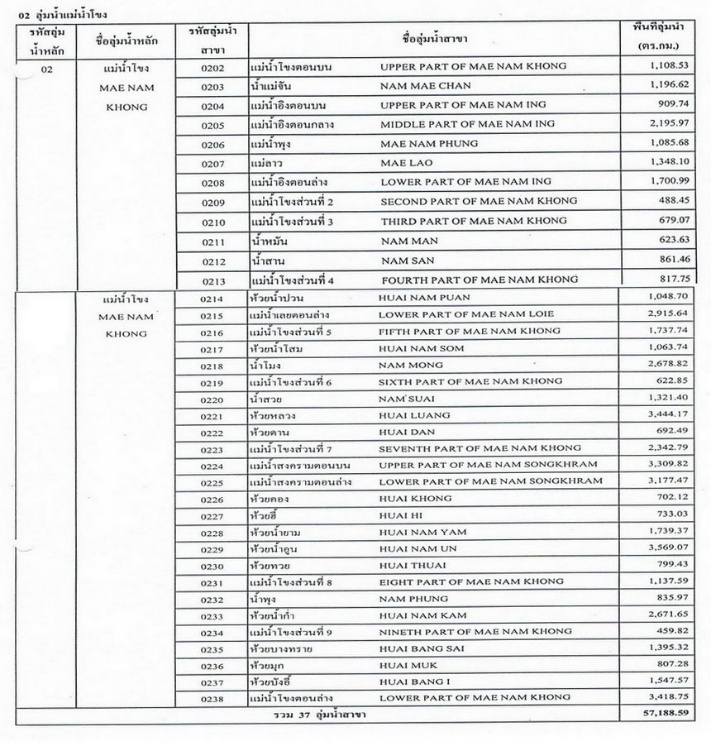 02 ลุ่มน้ำแม่น้ำโขง
รหัสลุ่มน้ำหลัก ชื่อลุ่มน้ำหลัก รหัสลุ่มน้ำสาขา ชื่อลุ่มน้ำสาขา พื้นที่ลุ่มน้ำ (ตร.กม.)
02 แม่น้ำโขง 0202 แม่น้ำโขงตอนบน UPPER PART OF MAE NAM KHONG 1,108.53
MAE NAM 0203 น้ำแม่จัน NAM MAE CHAN 1,196.62
KHONG 0204 แม่น้ำอิงตอนบน UPPER PART OF MAE NAM ING 909.74
0205 แม่น้ำอิงตอนกลาง MIDDLE PART OF MAE NAM ING 2,195.97
0206 แม่น้ำพุง MAE NAM PHUNG 1,085.68
0207 แม่ลาว MAE LAO 1,348.10
0208 แม่น้ำอิงตอนล่าง LOWER PART OF MAE NAM ING 1,700.99
0209 แม่น้ำโขงส่วนที่ 2 SECOND PART OF MAE NAM KHONG 488.45
0210 แม่น้ำโขงส่วนที่ 3 THIRD PART OF MAE NAM KHONG 679.07
0211 น้ำหมัน NAM MAN 623.63
0212 น้ำสาน NAM SAN 861.46
0213 แม่น้ำโขงส่วนที่ 4 FOURTH PART OF MAE NAM KHONG 817.75
แม่น้ำโขง 0214 ห้วยน้ำปวน HUAI NAM PUAN 1,048.70
MAE NAM 0215 แม่น้ำเลยตอนล่าง LOWER PART OF MAE NAM LOIE 2,915.64
KHONG 0216 แม่น้ำโขงส่วนที่ 5 FIFTH PART OF MAE NAM KHONG 1,737.74
0217 ห้วยน้ำโสม HUAI NAM SOM 1,063.74
0218 น้ำโมง NAM MONG 2,678.82
0219 แม่น้ำโขงส่วนที่ 6 SIXTH PART OF MAE NAM KHONG 622.85
0220 น้ำสวย NAM SUAI 1,321.40
0221 ห้วยหลวง HUAI LUANG 3,444.17
0222 ห้วยดาน HUAI DAN 692.49
0223 แม่น้ำโขงส่วนที่ 7 SEVENTH PART OF MAE NAM KHONG 2,342.79
0224 แม่น้ำสงครามตอนบน UPPER PART OF MAE NAM SONGKHRAM 3,309.82
0225 แม่น้ำสงครามตอนล่าง LOWER PART OF MAE NAM SONGKHRAM 3,177.47
0226 ห้วยคอง HUAI KHONG 702.12
0227 ห้วยฮี้ HUAI HI 733.03
0228 ห้วยน้ำยาม HUAI NAM YAM 1,739.37
0229 ห้วยน้ำอูน HUAI NAM UN 3,569.07
0230 ห้วยทวย HUAI THUAI 799.43
0231 แม่น้ำโขงส่วนที่ 8 EIGHT PART OF MAE NAM KHONG 1,137.59
0232 น้ำพุง NAM PHUNG 835.97
0233 ห้วยน้ำก่ำ HUAI NAM KAM 2,671.65
0234 แม่น้ำโขงส่วนที่ 9 NINETH PART OF MAE NAM KHONG 459.82
0235 ห้วยบางทราย HUAI BANG SAI 1,395.32
0236 ห้วยมุก HUAI MUK 807.28
0237 ห้วยบังอี้ HUAI BANG I 1,547.57
0238 แม่น้ำโขงตอนล่าง LOWER PART OF MAE NAM KHONG 3,418.75
รวม 37 ลุ่มน้ำสาขา 57,188.59